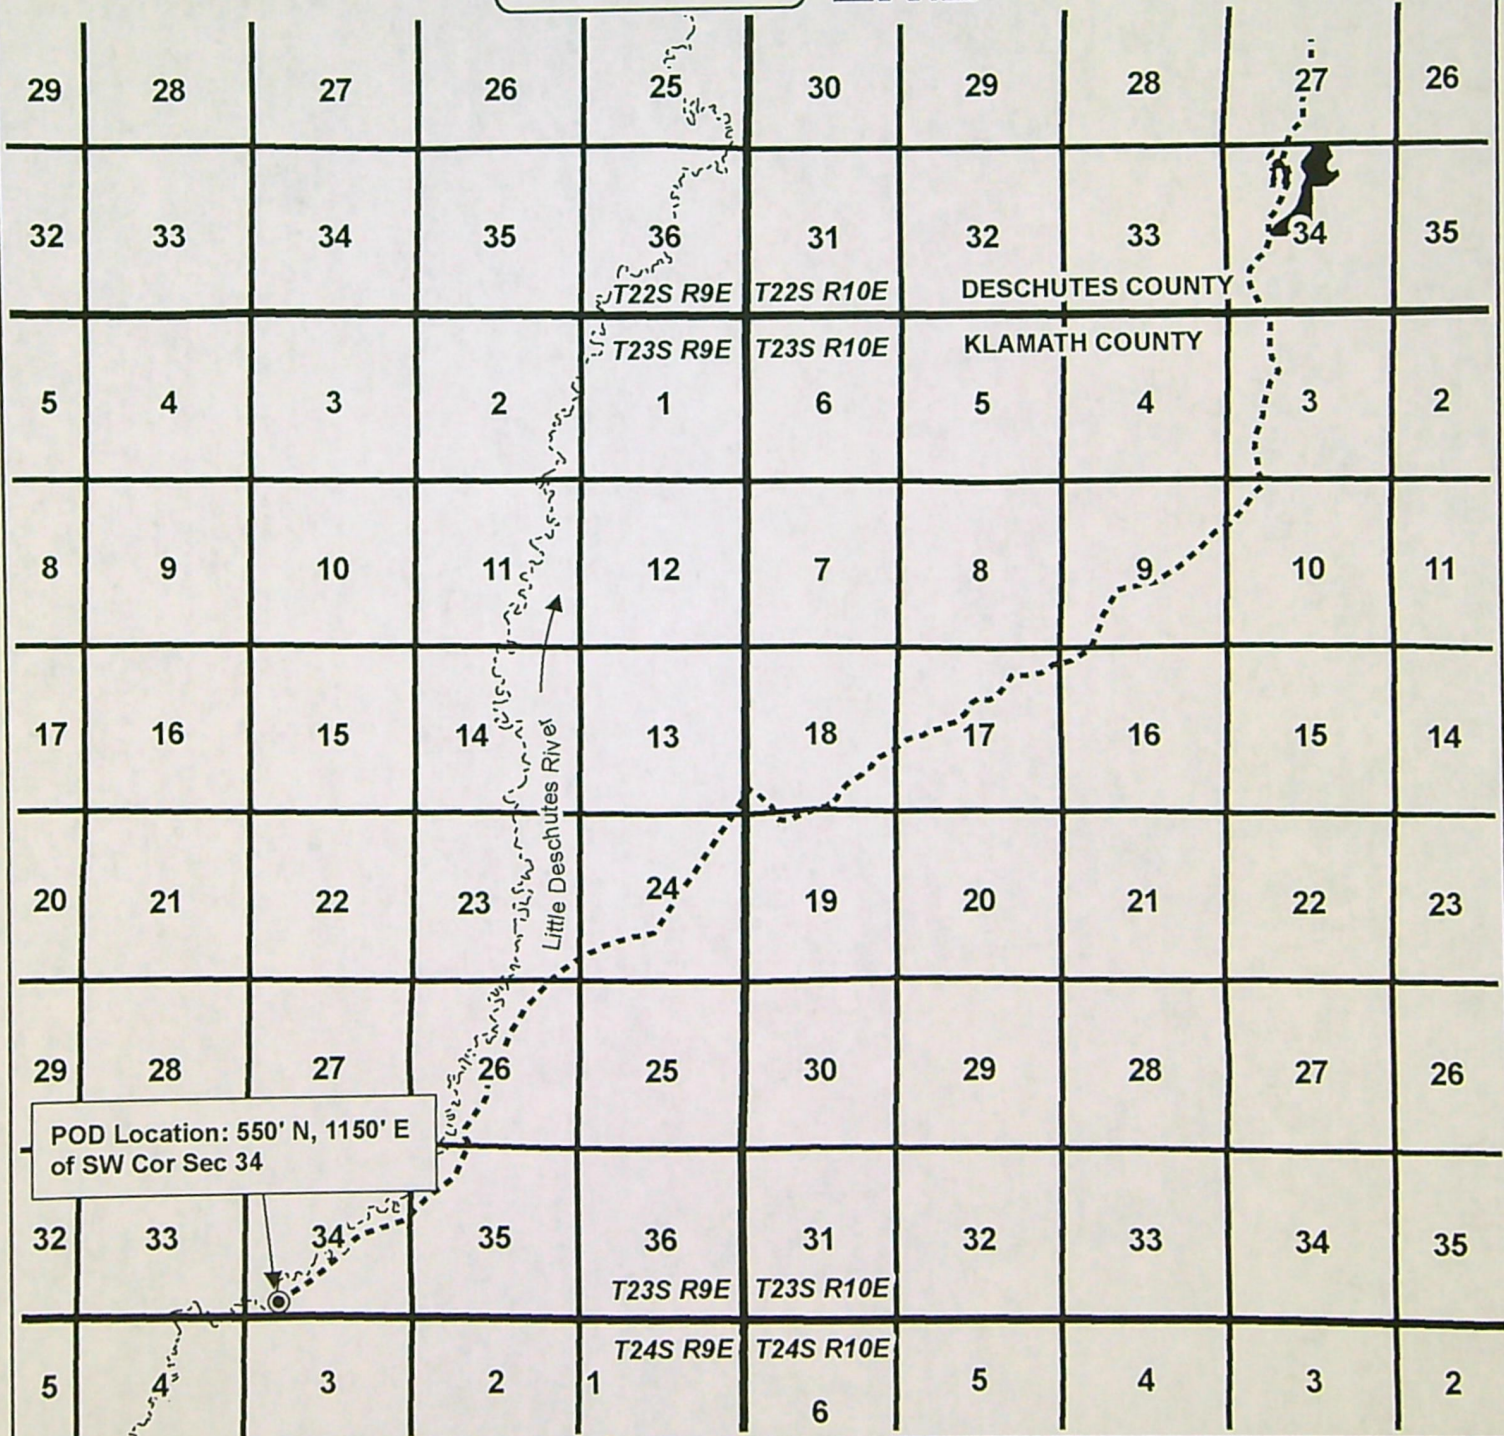 29 28 27 26 25 30 29 28 27 26
32 33 34 35 36 31 32 33 34 35
T22S R9E T22S R10E DESCHUTES COUNTY
T23S R9E T23S R10E KLAMATH COUNTY
5 4 3 2 1 6 5 4 3 2
8 9 10 11 12 7 8 9 10 11
17 16 15 14 13 18 17 16 15 14
Little Deschutes River
20 21 22 23 24 19 20 21 22 23
29 28 27 26 25 30 29 28 27 26
POD Location: 550' N, 1150' E
of SW Cor Sec 34
32 33 34 35 36 31 32 33 34 35
T23S R9E T23S R10E
T24S R9E T24S R10E
5 4 3 2 1 6 5 4 3 2